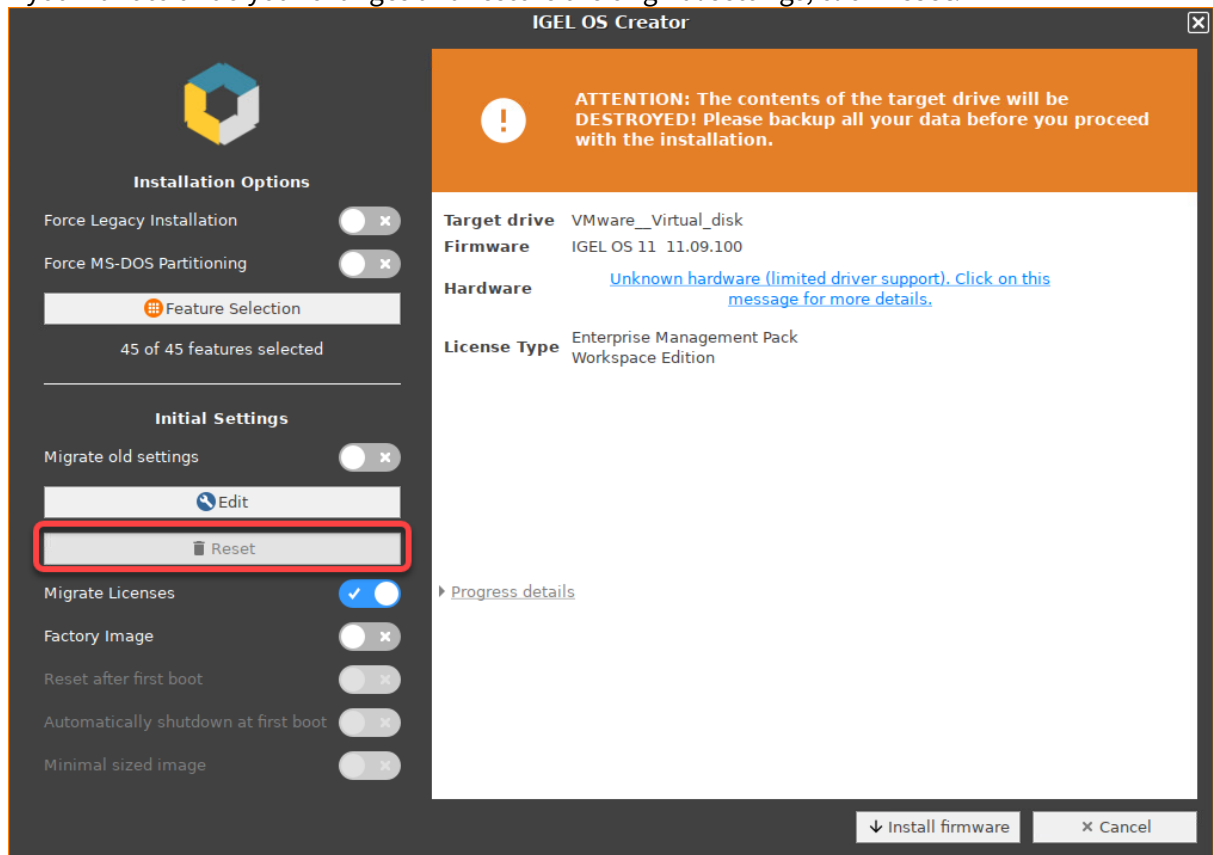 IGEL OS Creator
ATTENTION: The contents of the target drive will be
DESTROYED! Please backup all your data before you proceed
with the installation.
Installation Options
Force Legacy Installation
Force MS-DOS Partitioning
Feature Selection
45 of 45 features selected
Initial Settings
Migrate old settings
Edit
Reset
Migrate Licenses
Factory Image
Reset after first boot
Automatically shutdown at first boot
Minimal sized image
Target drive VMware__Virtual_disk
Firmware IGEL OS 11 11.09.100
Hardware Unknown hardware (limited driver support). Click on this
message for more details.
License Type Enterprise Management Pack
Workspace Edition
Progress details
Install firmware
Cancel